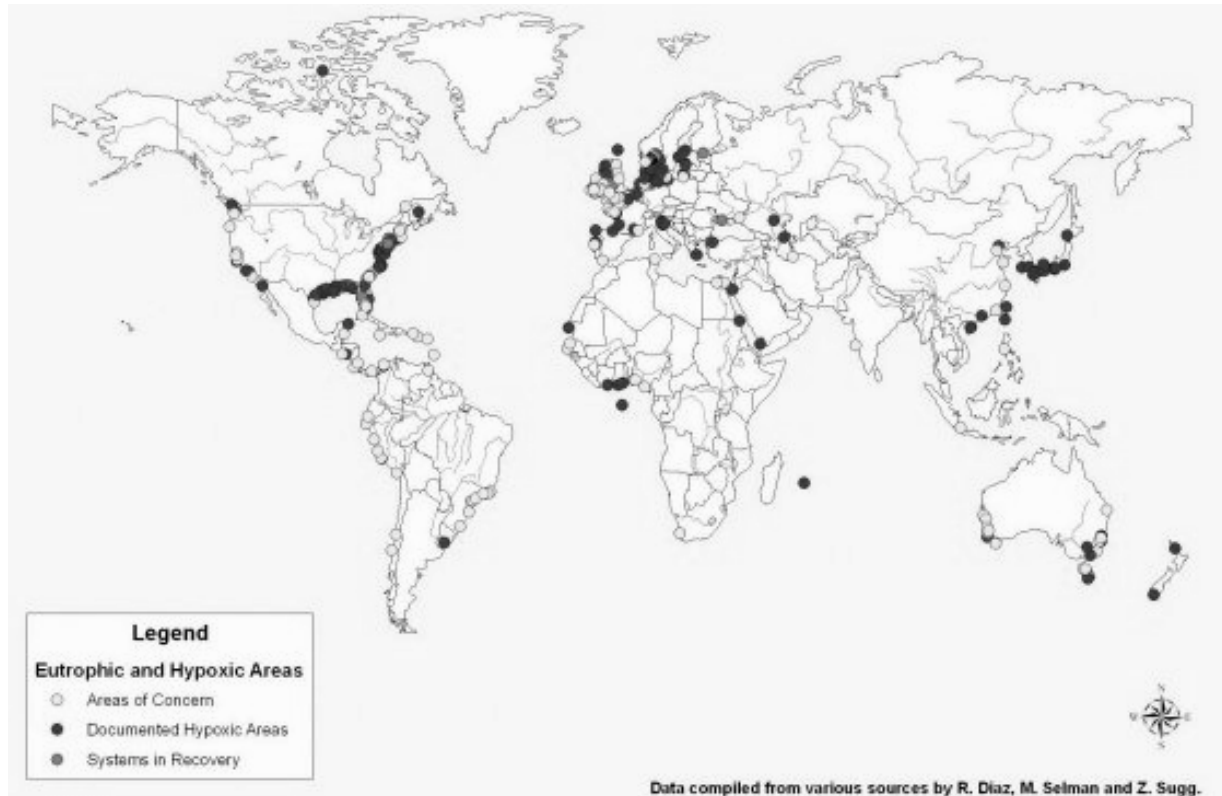 Legend
Eutrophic and Hypoxic Areas
Areas of Concern
Documented Hypoxic Areas
Systems in Recovery
N
W E
S
Data compiled from various sources by R. Diaz, M. Selman and Z. Sugg.